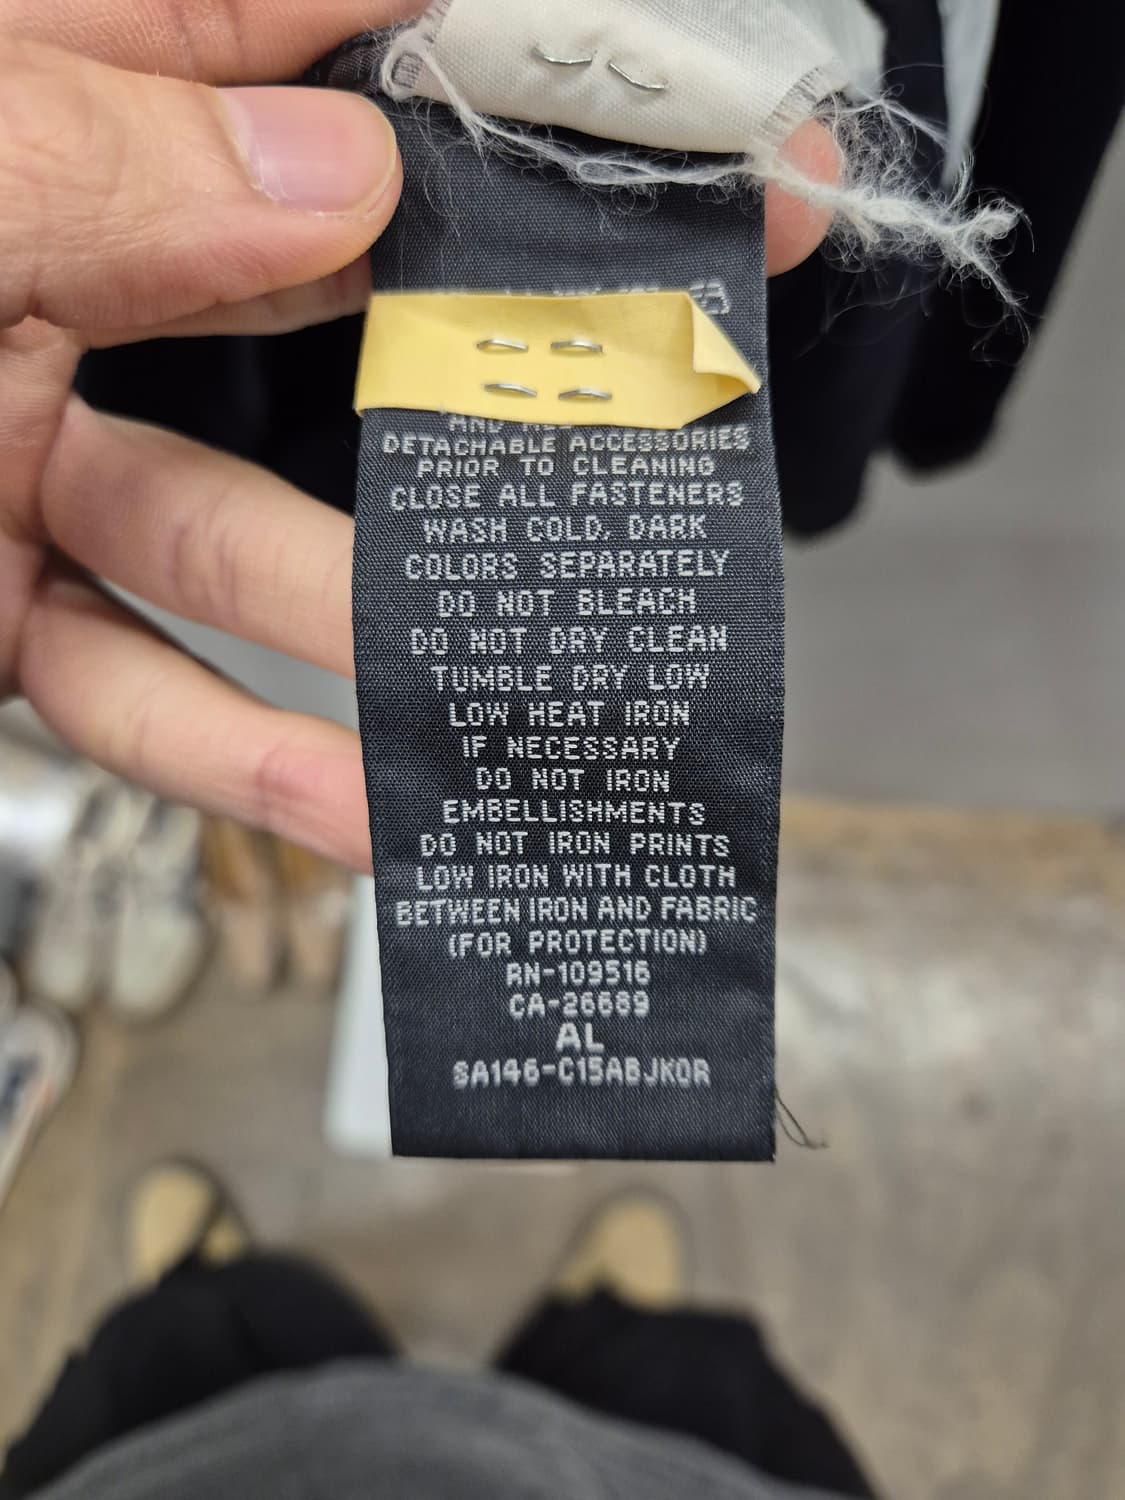 AND
DETACHABLE ACCESSORIES
PRIOR TO CLEANING
CLOSE ALL FASTENERS
WASH COLD, DARK
COLORS SEPARATELY
DO NOT BLEACH
DO NOT DRY CLEAN
TUMBLE DRY LOW
LOW HEAT IRON
IF NECESSARY
DO NOT IRON
EMBELLISHMENTS
DO NOT IRON PRINTS
LOW IRON WITH CLOTH
BETWEEN IRON AND FABRIC
(FOR PROTECTION)
RN-109516
CA-26689
AL
SA146-C15ABJKOR